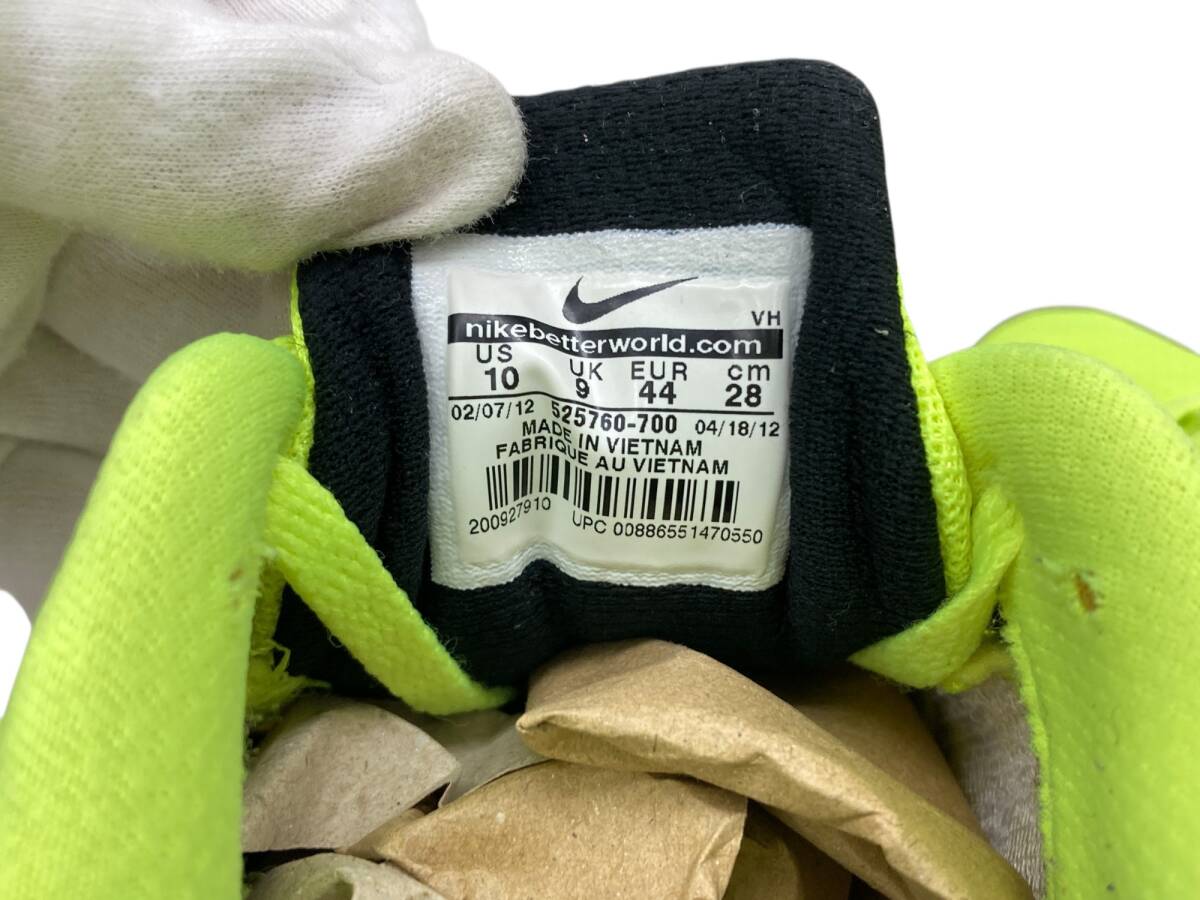 VH
nikebetterworld.com
US UK EUR cm
10 9 44 28
02/07/12 525760-700 04/18/12
MADE IN VIETNAM
FABRIQUE AU VIETNAM
200927910 UPC 00886551470550